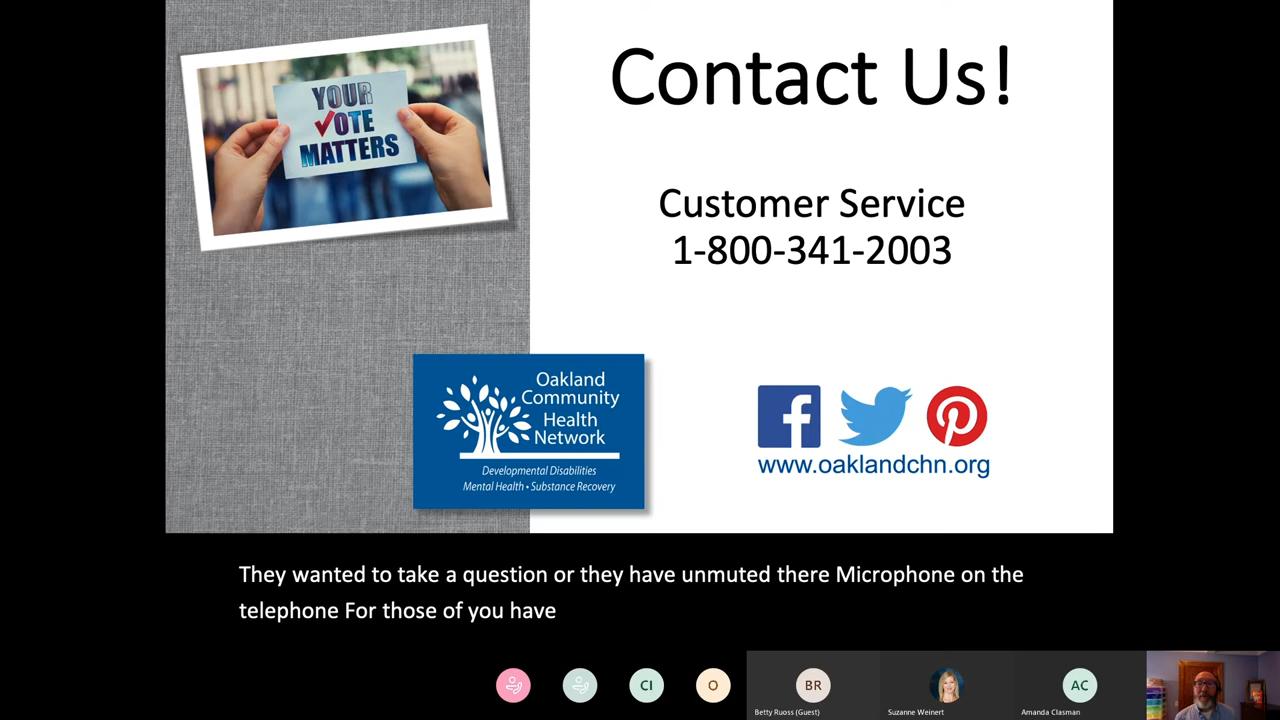 YOUR
VOTE
MATTERS
Contact Us!
Customer Service
1-800-341-2003
Oakland
Community
Health
Network
Developmental Disabilities
Mental Health • Substance Recovery
www.oaklandchn.org
They wanted to take a question or they have unmuted there Microphone on the
telephone For those of you have
CI
O
BR
AC
Betty Ruoss (Guest)
Suzanne Weinert
Amanda Clasman